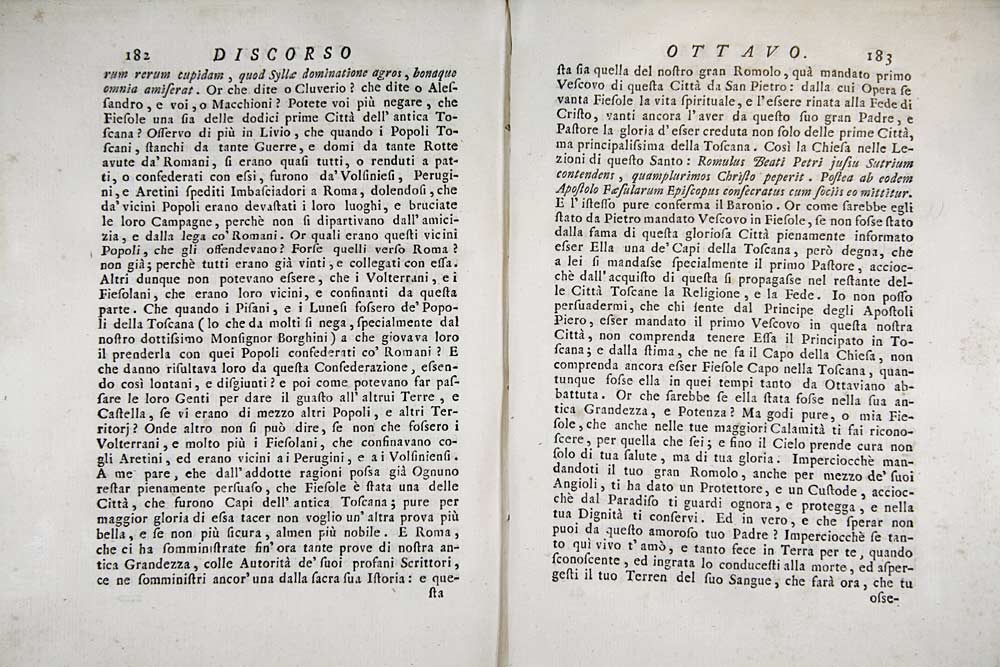 182 DISCORSO
rum rerum cupidam, quod Syllæ dominatione agros, bonaque
omnia amiſerat. Or che dite o Cluverio? che dite o Aleſ-
ſandro, e voi, o Macchioni? Potete voi più negare, che
Fieſole una ſia delle dodici prime Città dell'antica To-
ſcana? Oſſervo di più in Livio, che quando i Popoli To-
ſcani, ſtanchi da tante Guerre, e domi da tante Rotte
avute da' Romani, ſi erano quaſi tutti, o renduti a pat-
ti, o confederati con eſſi, furono da' Volſinieſi, Perugi-
ni, e Aretini ſpediti Imbaſciadori a Roma, dolendoſi, che
da' vicini Popoli erano devaſtati i loro luoghi, e bruciate
le loro Campagne, perchè non ſi dipartivano dall'amici-
zia, e dalla lega co' Romani. Or quali erano queſti vicini
Popoli, che gli offendevano? Forſe quelli verſo Roma?
non già; perchè tutti erano già vinti, e collegati con eſſa.
Altri dunque non potevano eſſere, che i Volterrani, e i
Fieſolani, che erano loro vicini, e confinanti da queſta
parte. Che quando i Piſani, e i Luneſi foſſero de' Popo-
li della Toſcana (lo che da molti ſi nega, ſpecialmente dal
noſtro dottiſſimo Monſignor Borghini) a che giovava loro
il prenderla con quei Popoli confederati co' Romani? E
che danno riſultava loro da queſta Confederazione, eſſen-
do così lontani, e diſgiunti? e poi come potevano far paſ-
ſare le loro Genti per dare il guaſto all'altrui Terre, e
Caſtella, ſe vi erano di mezzo altri Popoli, e altri Ter-
ritorj? Onde altro non ſi può dire, ſe non che foſſero i
Volterrani, e molto più i Fieſolani, che confinavano co-
gli Aretini, ed erano vicini a i Perugini, e a i Volſinienſi.
A me pare, che dall'addotte ragioni poſſa già Ognuno
reſtar pienamente perſuaſo, che Fieſole è ſtata una delle
Città, che furono Capi dell'antica Toſcana; pure per
maggior gloria di eſſa tacer non voglio un'altra prova più
bella, e ſe non più ſicura, almen più nobile. E Roma,
che ci ha ſomminiſtrate fin'ora tante prove di noſtra an-
tica Grandezza, colle Autorità de' ſuoi profani Scrittori,
ce ne ſomminiſtri ancor'una dalla ſacra ſua Iſtoria: e que-
ſta
OTTAVO. 183
ſta ſia quella del noſtro gran Romolo, quà mandato primo
Veſcovo di queſta Città da San Pietro: dalla cui Opera ſe
vanta Fieſole la vita ſpirituale, e l'eſſere rinata alla Fede di
Criſto, vanti ancora l'aver da queſto ſuo gran Padre, e
Paſtore la gloria d'eſſer creduta non ſolo delle prime Città,
ma principaliſſima della Toſcana. Così la Chieſa nelle Le-
zioni di queſto Santo: Romulus Beati Petri juſſu Sutrium
contendens, quamplurimos Chriſto peperit. Poſtea ab eodem
Apoſtolo Fæſularum Epiſcopus conſecratus cum ſociis eo mittitur.
E l'iſteſſo pure conferma il Baronio. Or come ſarebbe egli
ſtato da Pietro mandato Veſcovo in Fieſole, ſe non foſſe ſtato
dalla fama di queſta glorioſa Città pienamente informato
eſſer Ella una de' Capi della Toſcana, però degna, che
a lei ſi mandaſſe ſpecialmente il primo Paſtore, accioc-
chè dall'acquiſto di queſta ſi propagaſſe nel reſtante del-
le Città Toſcane la Religione, e la Fede. Io non poſſo
perſuadermi, che chi ſente dal Principe degli Apoſtoli
Piero, eſſer mandato il primo Veſcovo in queſta noſtra
Città, non comprenda tenere Eſſa il Principato in To-
ſcana; e dalla ſtima, che ne fa il Capo della Chieſa, non
comprenda ancora eſſer Fieſole Capo nella Toſcana, quan-
tunque foſſe ella in quei tempi tanto da Ottaviano ab-
battuta. Or che ſarebbe ſe ella ſtata foſſe nella ſua an-
tica Grandezza, e Potenza? Ma godi pure, o mia Fie-
ſole, che anche nelle tue maggiori Calamità ti fai ricono-
ſcere, per quella che ſei; e fino il Cielo prende cura non
ſolo di tua ſalute, ma di tua gloria. Imperciocchè man-
dandoti il tuo gran Romolo, anche per mezzo de' ſuoi
Angioli, ti ha dato un Protettore, e un Cuſtode, accioc-
chè dal Paradiſo ti guardi ognora, e protegga, e nella
tua Dignità ti conſervi. Ed in vero, e che ſperar non
puoi da queſto amoroſo tuo Padre? Imperciocchè ſe tan-
to quì vivo t'amò, e tanto fece in Terra per te, quando
ſconoſcente, ed ingrata lo conduceſti alla morte, ed aſper-
geſti il tuo Terren del ſuo Sangue, che farà ora, che tu
oſſe-